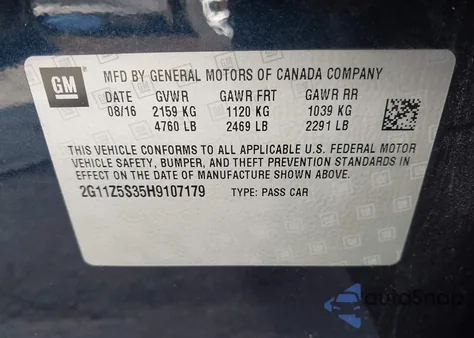 GM
MFD BY GENERAL MOTORS OF CANADA COMPANY
DATE GVWR GAWR FRT GAWR RR
08/16 2159 KG 1120 KG 1039 KG
4760 LB 2469 LB 2291 LB
THIS VEHICLE CONFORMS TO ALL APPLICABLE U.S. FEDERAL MOTOR
VEHICLE SAFETY, BUMPER, AND THEFT PREVENTION STANDARDS IN
EFFECT ON THE DATE OF MANUFACTURE SHOWN ABOVE.
2G11Z5S35H9107179 TYPE: PASS CAR
autoSnap